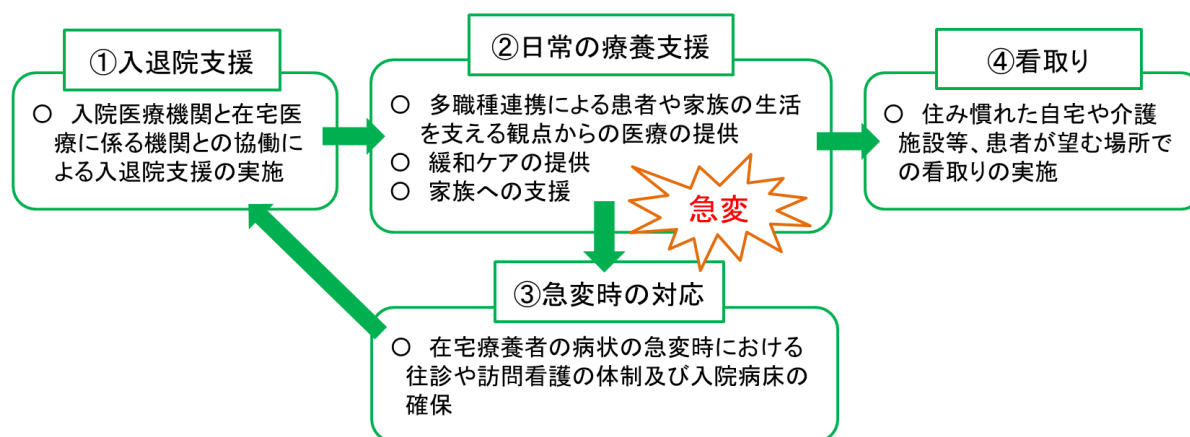 ①入退院支援
○ 入院医療機関と在宅医
療に係る機関との協働に
よる入退院支援の実施
②日常の療養支援
○ 多職種連携による患者や家族の生活
を支える観点からの医療の提供
○ 緩和ケアの提供
○ 家族への支援
急変
③急変時の対応
○ 在宅療養者の病状の急変時における
往診や訪問看護の体制及び入院病床の
確保
④看取り
○ 住み慣れた自宅や介護
施設等、患者が望む場所で
の看取りの実施